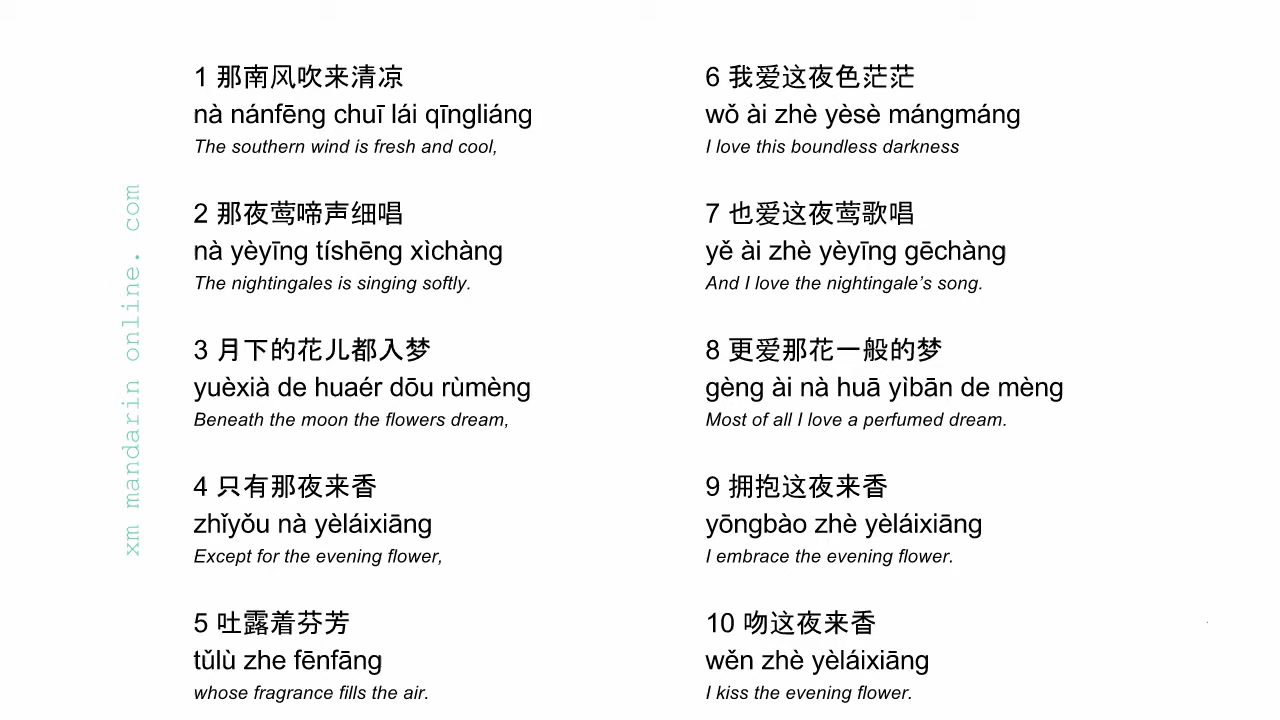 1 那南风吹来清凉
nà nánfēng chuī lái qīngliáng
The southern wind is fresh and cool,
2 那夜莺啼声细唱
nà yèyīng tíshēng xìchàng
The nightingales is singing softly.
3 月下的花儿都入梦
yuèxià de huaér dōu rùmèng
Beneath the moon the flowers dream,
4 只有那夜来香
zhǐyǒu nà yèláixiāng
Except for the evening flower,
5 吐露着芬芳
tǔlù zhe fēnfāng
whose fragrance fills the air.
6 我爱这夜色茫茫
wǒ ài zhè yèsè mángmáng
I love this boundless darkness
7 也爱这夜莺歌唱
yě ài zhè yèyīng gēchàng
And I love the nightingale’s song.
8 更爱那花一般的梦
gèng ài nà huā yìbān de mèng
Most of all I love a perfumed dream.
9 拥抱这夜来香
yōngbào zhè yèláixiāng
I embrace the evening flower.
10 吻这夜来香
wěn zhè yèláixiāng
I kiss the evening flower.
xm mandarin online. com